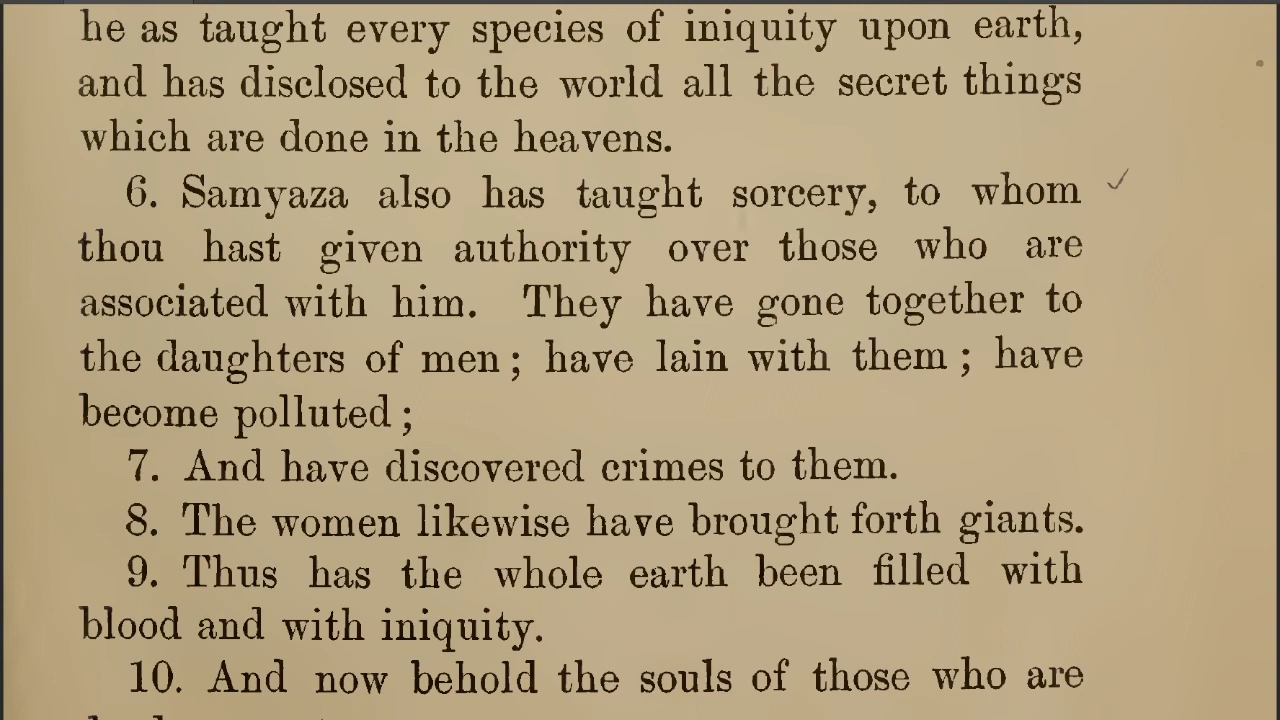 he as taught every species of iniquity upon earth,
and has disclosed to the world all the secret things
which are done in the heavens.
6. Samyaza also has taught sorcery, to whom
thou hast given authority over those who are
associated with him. They have gone together to
the daughters of men ; have lain with them ; have
become polluted ;
7. And have discovered crimes to them.
8. The women likewise have brought forth giants.
9. Thus has the whole earth been filled with
blood and with iniquity.
10. And now behold the souls of those who are